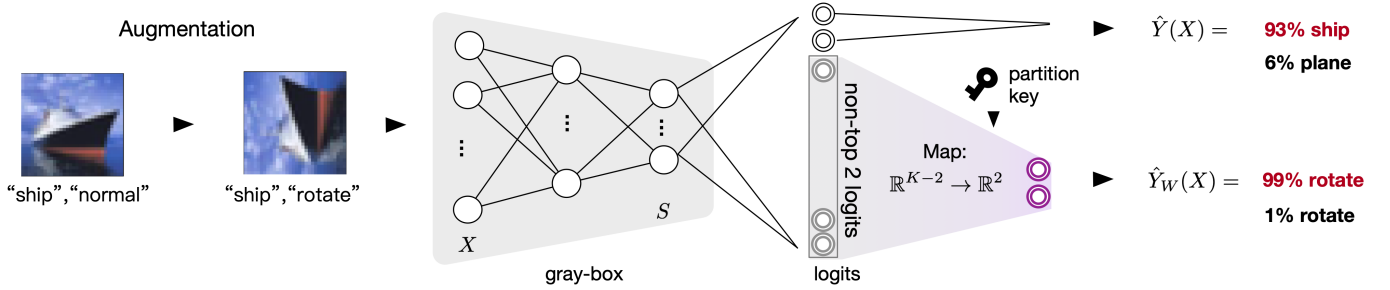 Augmentation
"ship","normal"
"ship","rotate"
...
X
...
...
S
gray-box
non-top 2 logits
logits
partition
key
Map:
ℝ^{K−2} → ℝ^2
Ŷ(X) = 93% ship
6% plane
Ŷ_W(X) = 99% rotate
1% rotate